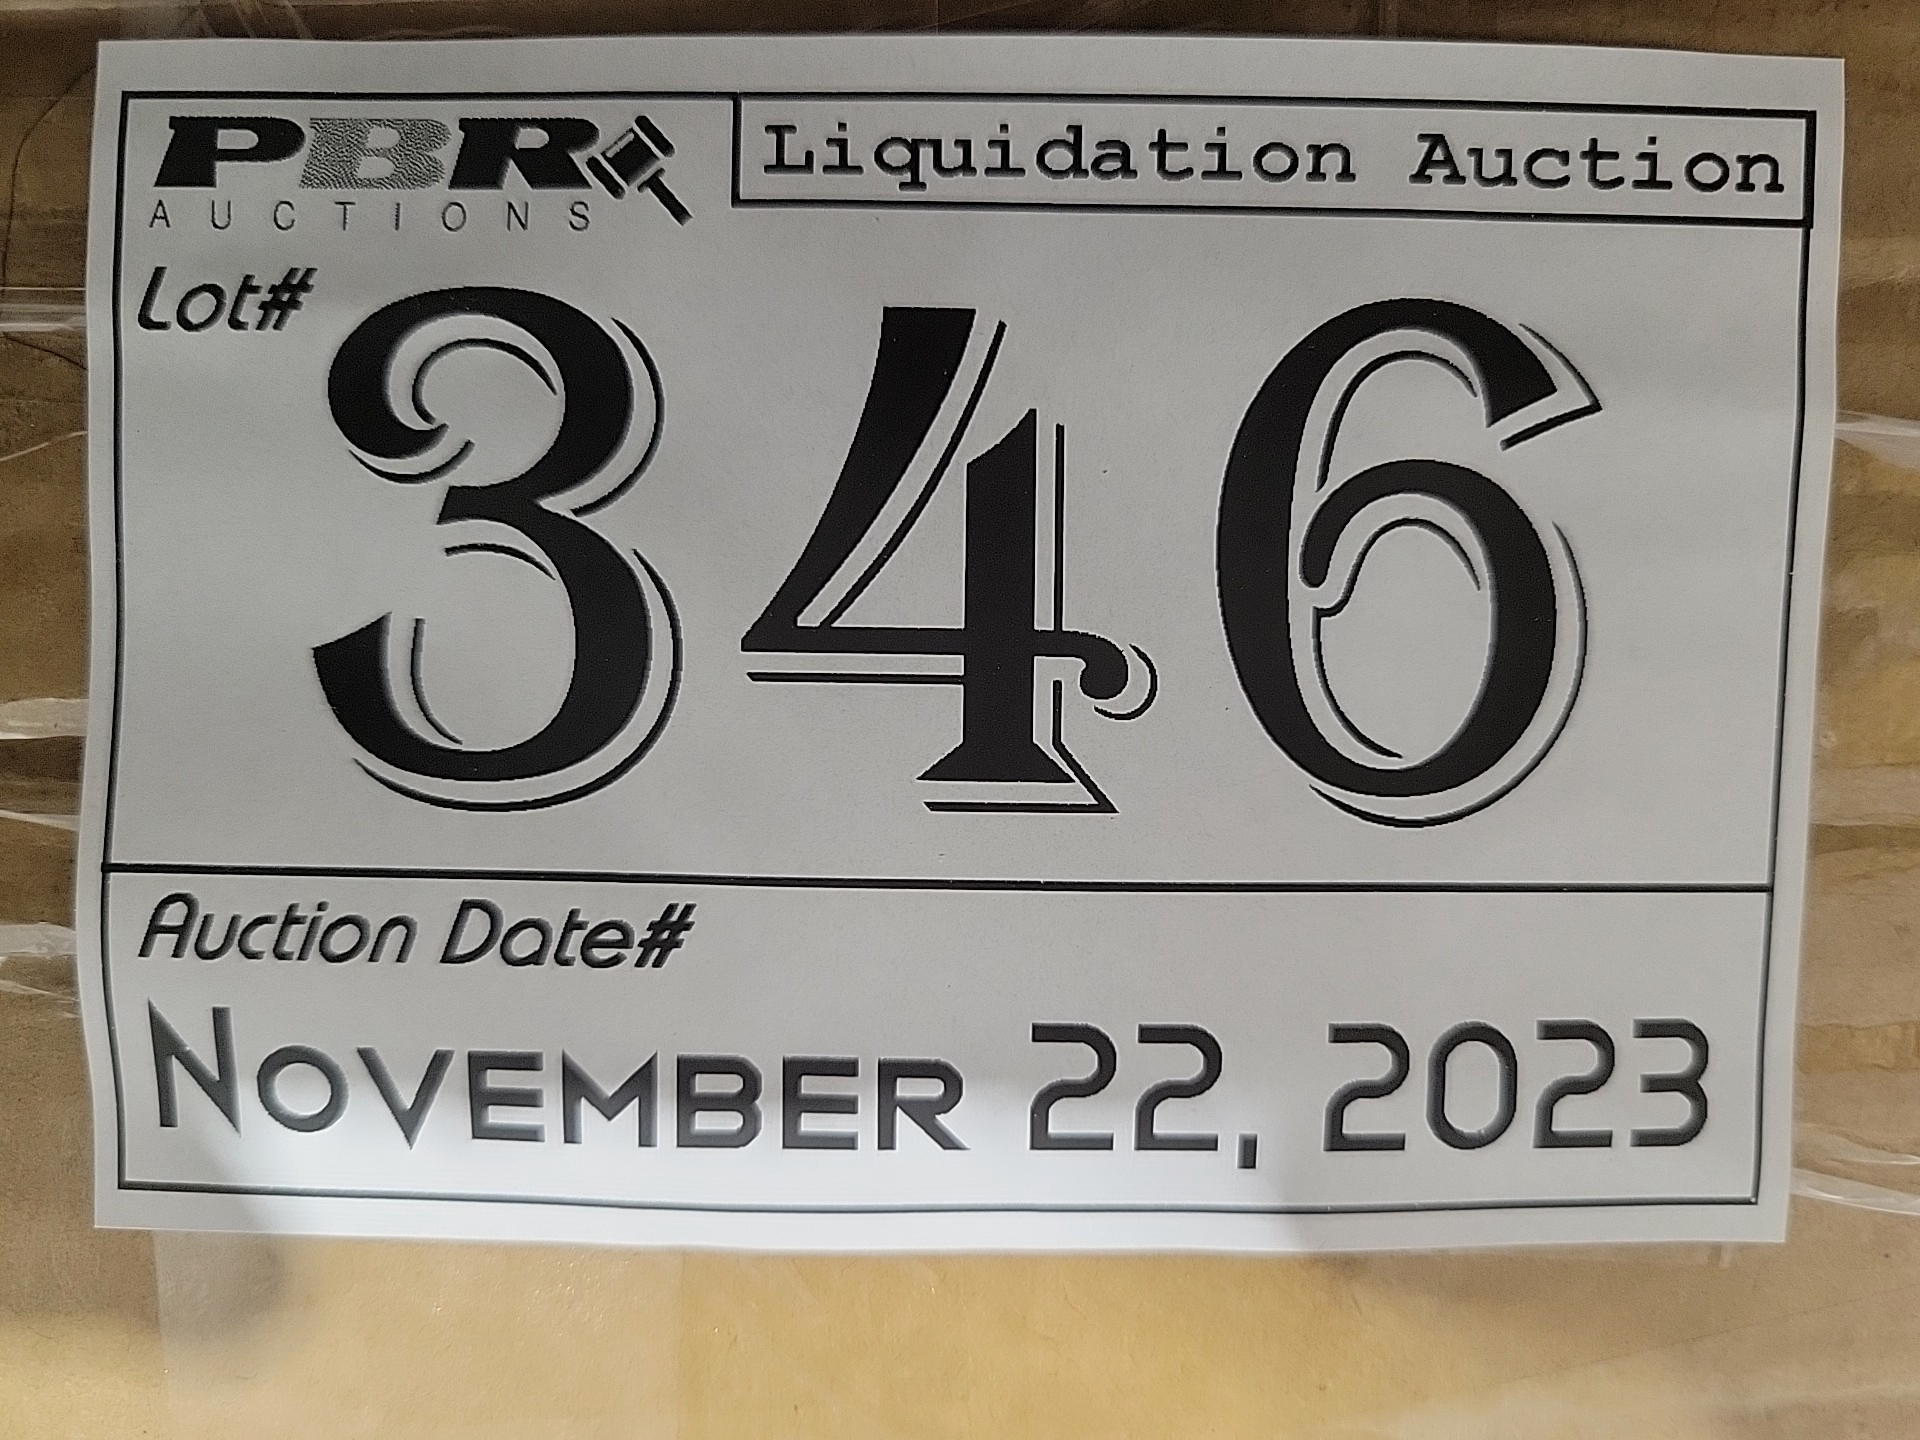 PBR
AUCTIONS
Liquidation Auction
Lot#
346
Auction Date#
NOVEMBER 22, 2023